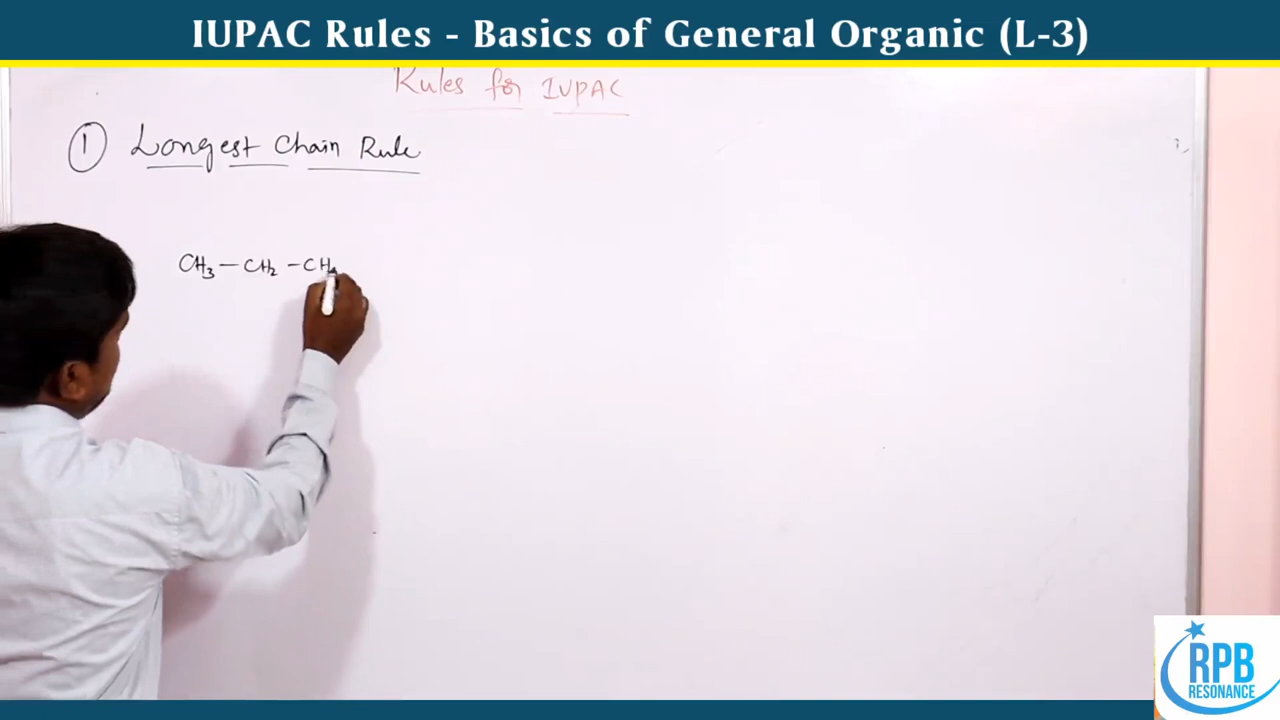 IUPAC Rules - Basics of General Organic (L-3)
Rules for IUPAC
① Longest Chain Rule
CH₃ — CH₂ — CH
RPB
RESONANCE